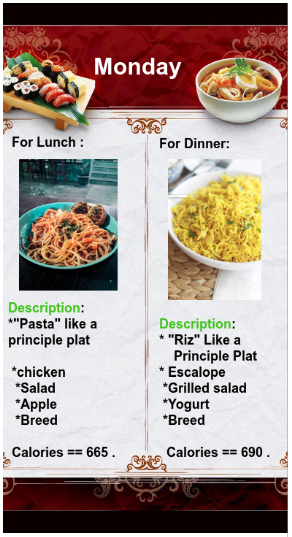 Monday
For Lunch :
Description:
*"Pasta" like a
principle plat
*chicken
*Salad
*Apple
*Breed
Calories == 665 .
For Dinner:
Description:
* "Riz" Like a
Principle Plat
* Escalope
*Grilled salad
*Yogurt
*Breed
Calories == 690 .